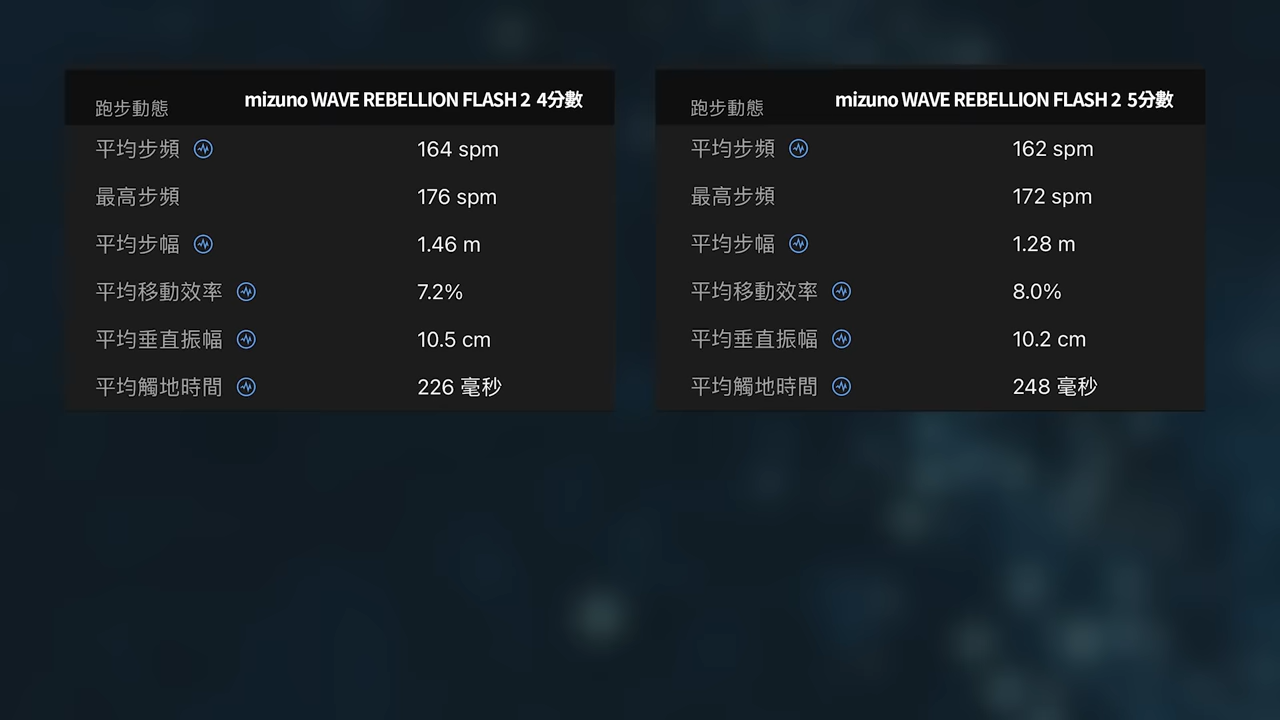 跑步動態 mizuno WAVE REBELLION FLASH 2 4分數
平均步頻 164 spm
最高步頻 176 spm
平均步幅 1.46 m
平均移動效率 7.2%
平均垂直振幅 10.5 cm
平均觸地時間 226 毫秒
跑步動態 mizuno WAVE REBELLION FLASH 2 5分數
平均步頻 162 spm
最高步頻 172 spm
平均步幅 1.28 m
平均移動效率 8.0%
平均垂直振幅 10.2 cm
平均觸地時間 248 毫秒